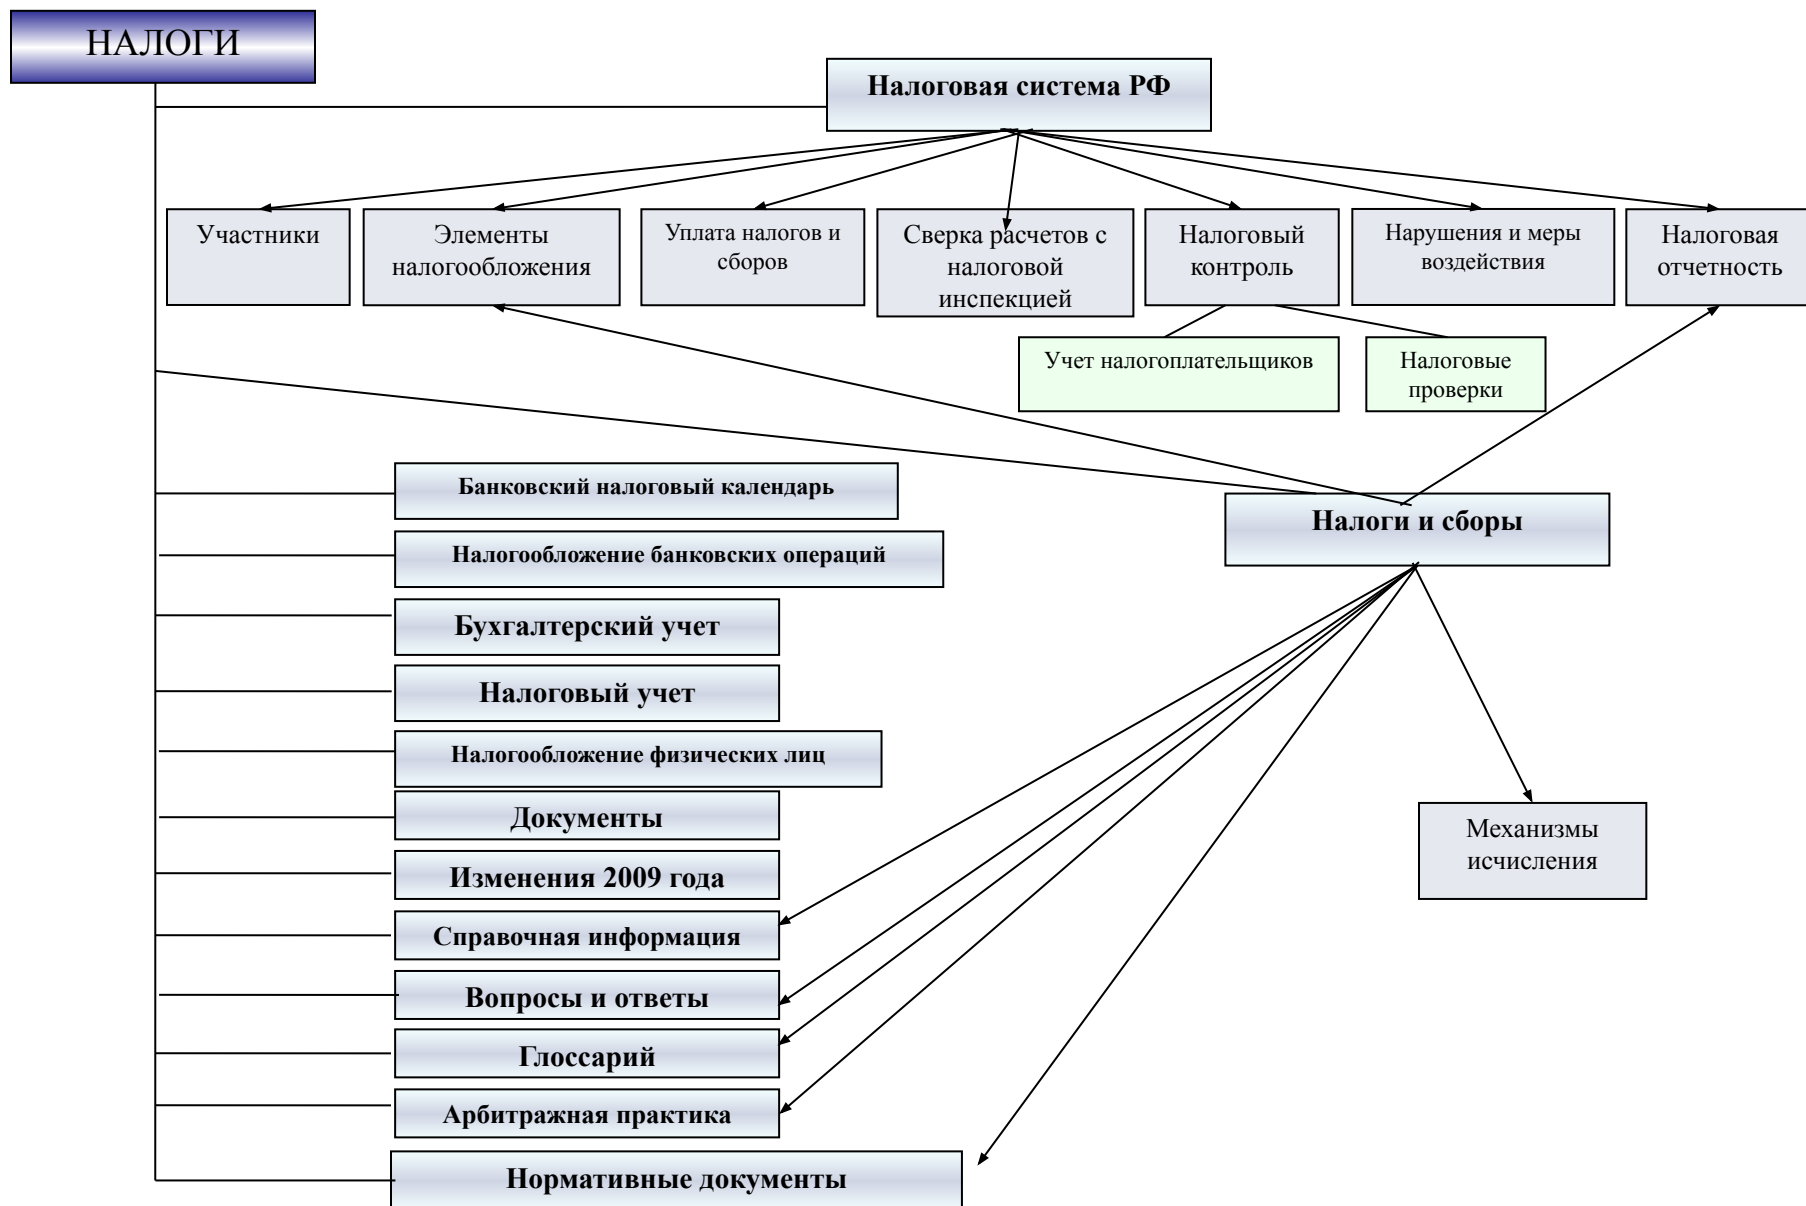 НАЛОГИ
Налоговая система РФ
Участники
Элементы
налогообложения
Уплата налогов и
сборов
Сверка расчетов с
налоговой
инспекцией
Налоговый
контроль
Нарушения и меры
воздействия
Налоговая
отчетность
Учет налогоплательщиков
Налоговые
проверки
Банковский налоговый календарь
Налоги и сборы
Налогообложение банковских операций
Бухгалтерский учет
Налоговый учет
Налогообложение физических лиц
Документы
Механизмы
исчисления
Изменения 2009 года
Справочная информация
Вопросы и ответы
Глоссарий
Арбитражная практика
Нормативные документы